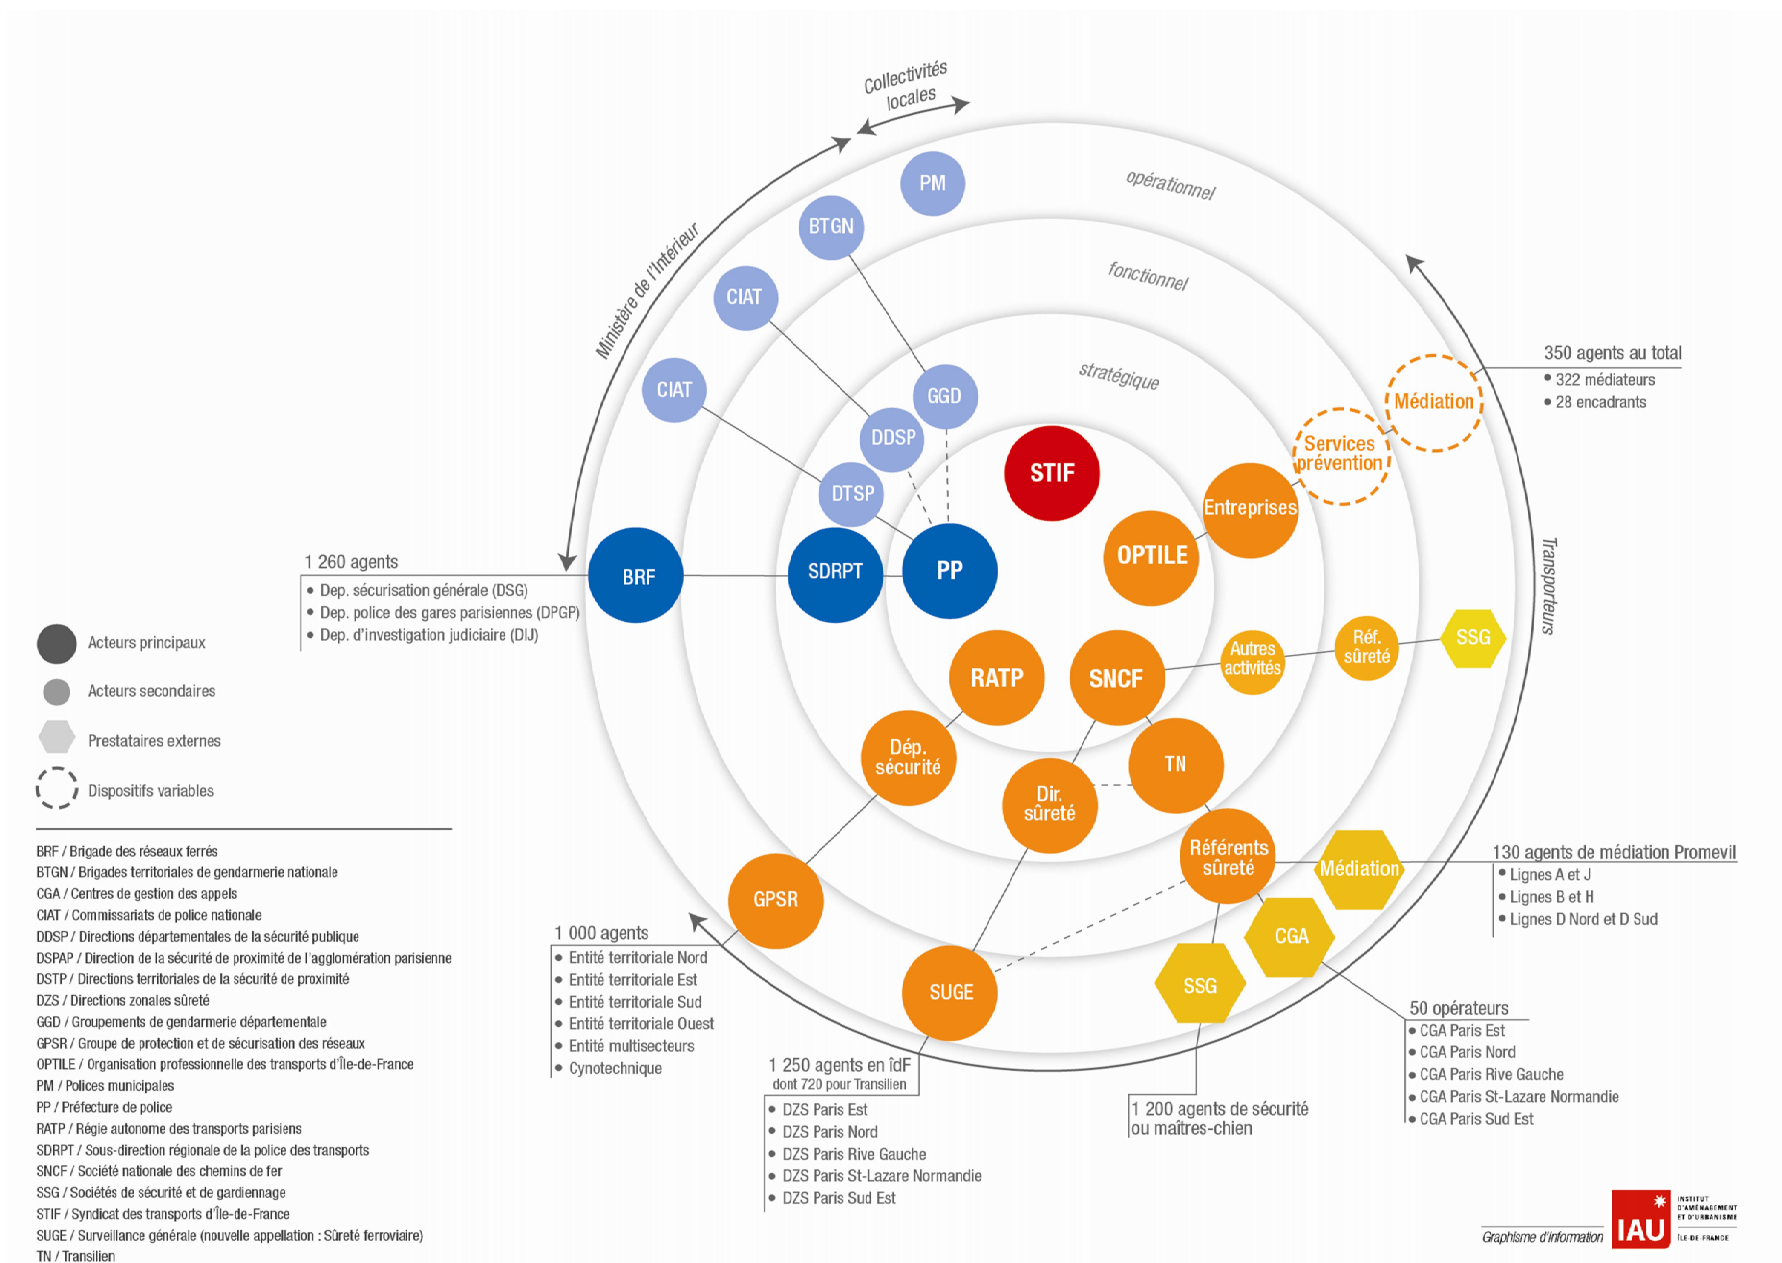 Collectivités
locales
Ministère de l'Intérieur
Transporteurs
opérationnel
fonctionnel
stratégique
PM
BTGN
CIAT
CIAT
GGD
DDSP
DTSP
STIF
OPTILE
Entreprises
Services
prévention
Médiation
350 agents au total
• 322 médiateurs
• 28 encadrants
BRF
SDRPT
PP
1 260 agents
• Dep. sécurisation générale (DSG)
• Dep. police des gares parisiennes (DPGP)
• Dep. d'investigation judiciaire (DIJ)
RATP
SNCF
Autres
activités
Réf.
sûreté
SSG
Dép.
sécurité
Dir.
sûreté
TN
Référents
sûreté
Médiation
CGA
SSG
GPSR
SUGE
130 agents de médiation Promevil
• Lignes A et J
• Lignes B et H
• Lignes D Nord et D Sud
1 000 agents
• Entité territoriale Nord
• Entité territoriale Est
• Entité territoriale Sud
• Entité territoriale Ouest
• Entité multisecteurs
• Cynotechnique
1 250 agents en îdF
dont 720 pour Transilien
• DZS Paris Est
• DZS Paris Nord
• DZS Paris Rive Gauche
• DZS Paris St-Lazare Normandie
• DZS Paris Sud Est
1 200 agents de sécurité
ou maîtres-chien
50 opérateurs
• CGA Paris Est
• CGA Paris Nord
• CGA Paris Rive Gauche
• CGA Paris St-Lazare Normandie
• CGA Paris Sud Est
Acteurs principaux
Acteurs secondaires
Prestataires externes
Dispositifs variables
BRF / Brigade des réseaux ferrés
BTGN / Brigades territoriales de gendarmerie nationale
CGA / Centres de gestion des appels
CIAT / Commissariats de police nationale
DDSP / Directions départementales de la sécurité publique
DSPAP / Direction de la sécurité de proximité de l'agglomération parisienne
DSTP / Directions territoriales de la sécurité de proximité
DZS / Directions zonales sûreté
GGD / Groupements de gendarmerie départementale
GPSR / Groupe de protection et de sécurisation des réseaux
OPTILE / Organisation professionnelle des transports d'Île-de-France
PM / Polices municipales
PP / Préfecture de police
RATP / Régie autonome des transports parisiens
SDRPT / Sous-direction régionale de la police des transports
SNCF / Société nationale des chemins de fer
SSG / Sociétés de sécurité et de gardiennage
STIF / Syndicat des transports d'Île-de-France
SUGE / Surveillance générale (nouvelle appellation : Sûreté ferroviaire)
TN / Transilien
Graphisme d'information
IAU
INSTITUT
D'AMÉNAGEMENT
ET D'URBANISME
ÎLE-DE-FRANCE